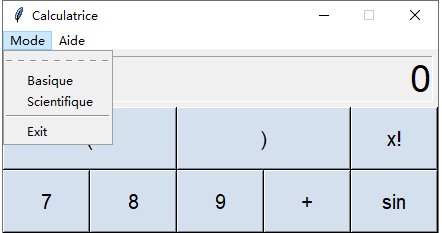 Calculatrice
Mode Aide
0
Basique
Scientifique
Exit
( ) x!
7 8 9 + sin